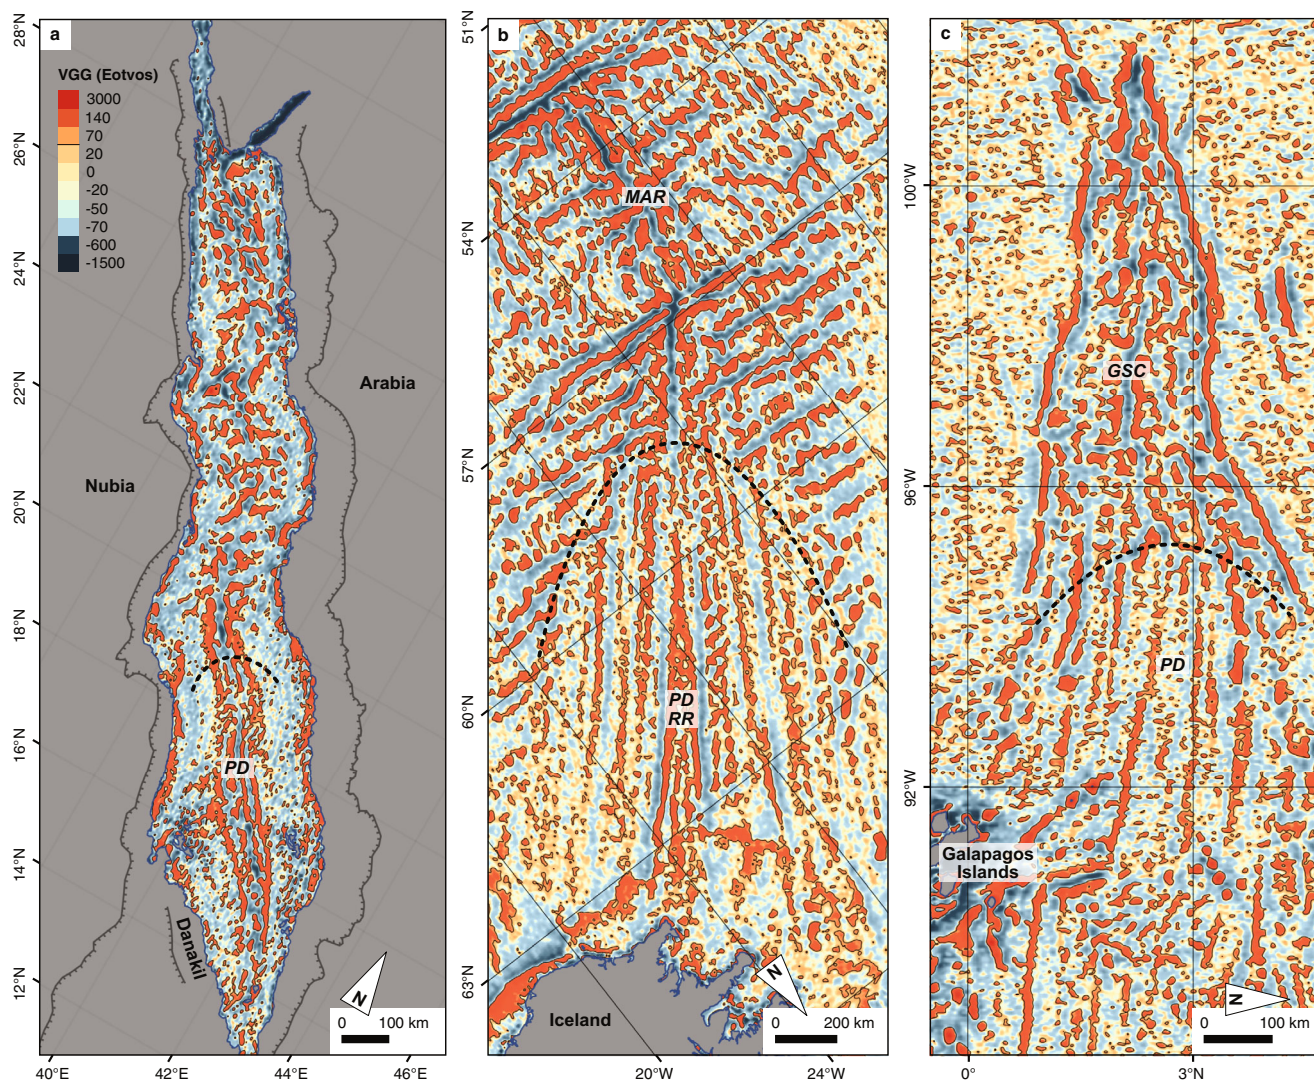 a
VGG (Eotvos)
3000
140
70
20
0
-20
-50
-70
-600
-1500
28°N
26°N
24°N
22°N
20°N
18°N
16°N
14°N
12°N
Arabia
Nubia
PD
Danakil
N
0 100 km
40°E 42°E 44°E 46°E
b
51°N
54°N
57°N
60°N
63°N
MAR
PD
RR
Iceland
N
0 200 km
20°W 24°W
c
100°W
96°W
92°W
GSC
PD
Galapagos
Islands
N
0 100 km
0° 3°N